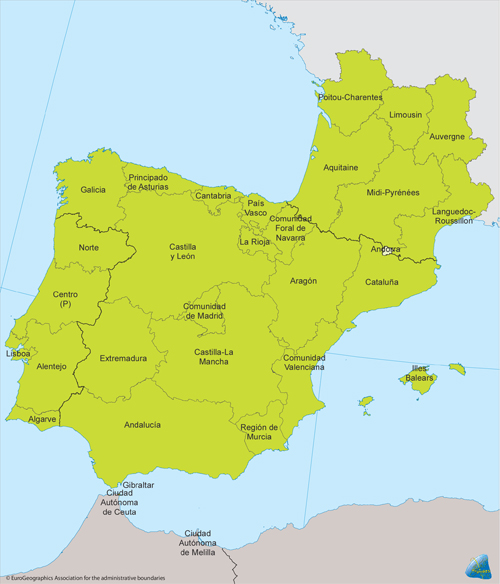 Poitou-Charentes
Limousin
Auvergne
Aquitaine
Midi-Pyrénées
Languedoc-
Roussillon
Principado
de Asturias
Galicia
Cantabria
País
Vasco
Comunidad
Foral de
Navarra
La Rioja
Norte
Castilla
y León
Andorra
Cataluña
Aragón
Centro
(P)
Comunidad
de Madrid
Lisboa
Alentejo
Extremadura
Castilla-La
Mancha
Comunidad
Valenciana
Illes
Balears
Algarve
Andalucía
Región de
Murcia
Gibraltar
Ciudad
Autónoma
de Ceuta
Ciudad
Autónoma
de Melilla
© EuroGeographics Association for the administrative boundaries